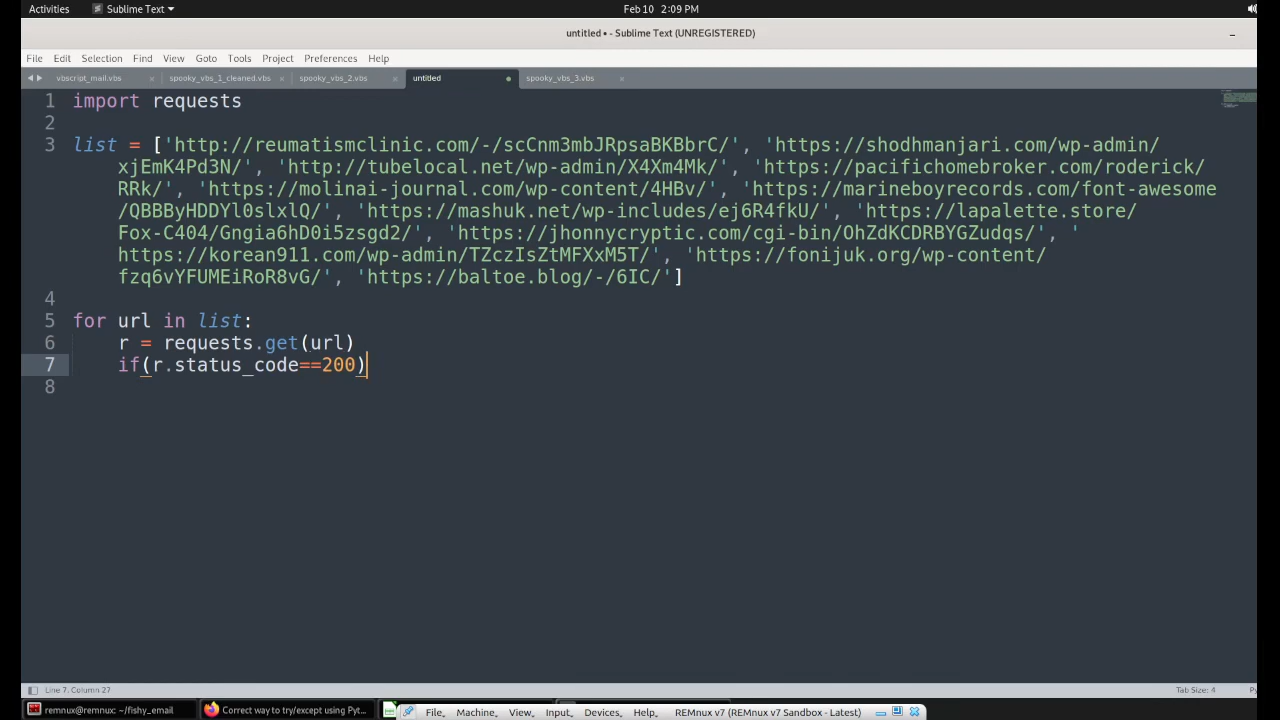 Activities Sublime Text Feb 10 2:09 PM
untitled • - Sublime Text (UNREGISTERED)
File Edit Selection Find View Goto Tools Project Preferences Help
vbscript_mail.vbs × spooky_vbs_1_cleaned.vbs × spooky_vbs_2.vbs × untitled spooky_vbs_3.vbs ×
1 import requests
2
3 list = ['http://reumatismclinic.com/-/scCnm3mbJRpsaBKBbrC/', 'https://shodhmanjari.com/wp-admin/
xjEmK4Pd3N/', 'http://tubelocal.net/wp-admin/X4Xm4Mk/', 'https://pacifichomebroker.com/roderick/
RRk/', 'https://molinai-journal.com/wp-content/4HBv/', 'https://marineboyrecords.com/font-awesome
/QBBByHDDYl0slxlQ/', 'https://mashuk.net/wp-includes/ej6R4fkU/', 'https://lapalette.store/
Fox-C404/Gngia6hD0i5zsgd2/', 'https://jhonnycryptic.com/cgi-bin/OhZdKCDRBYGZudqs/', '
https://korean911.com/wp-admin/TZczIsZtMFXxM5T/', 'https://fonijuk.org/wp-content/
fzq6vYFUMEiRoR8vG/', 'https://baltoe.blog/-/6IC/']
4
5 for url in list:
6 r = requests.get(url)
7 if(r.status_code==200)
8
Line 7, Column 27 Tab Size: 4 Py
remnux@remnux: ~/fishy_email Correct way to try/except using Pyt... File Machine View Input Devices Help REMnux v7 (REMnux v7 Sandbox - Latest)